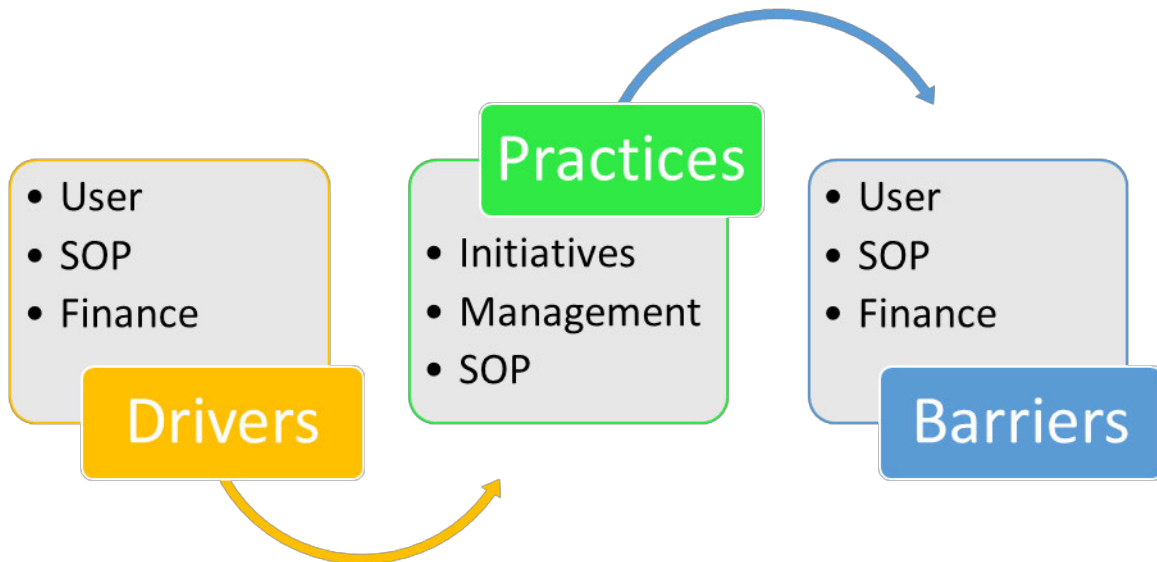 • User
• SOP
• Finance
Drivers
Practices
• Initiatives
• Management
• SOP
• User
• SOP
• Finance
Barriers